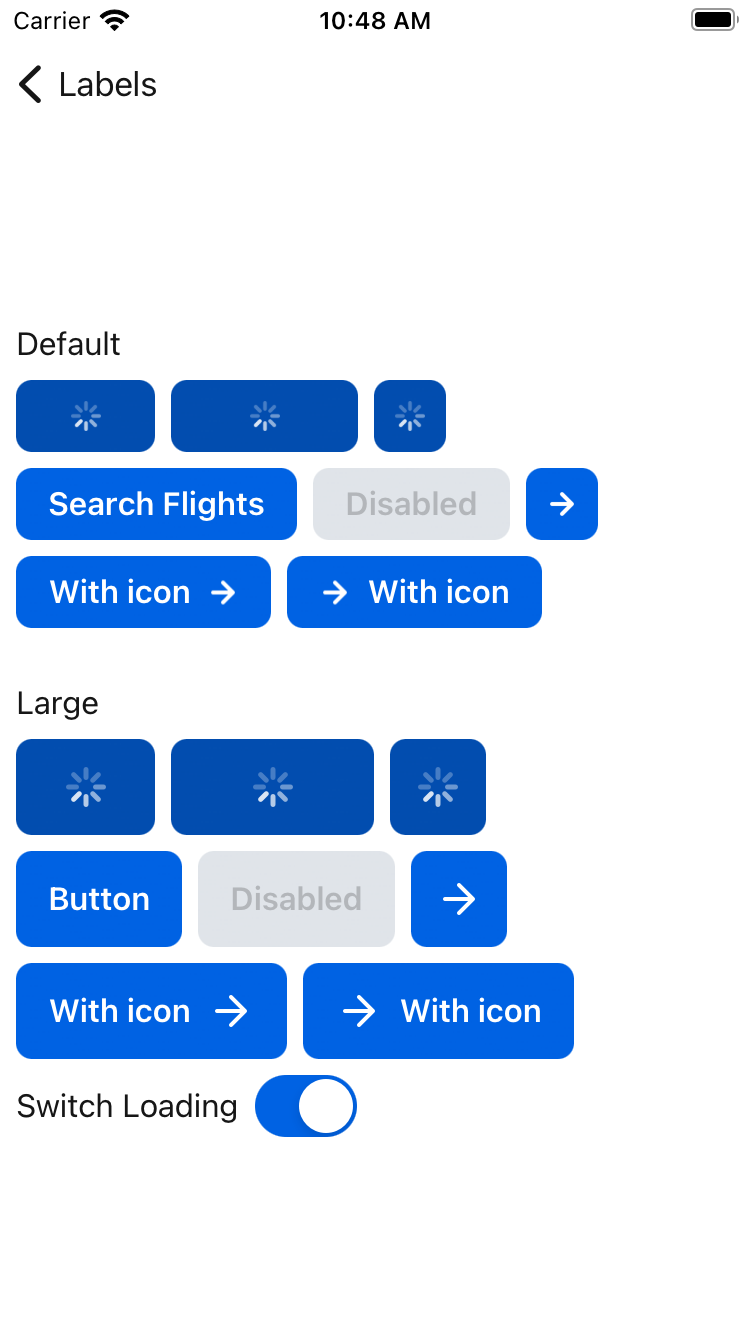 Carrier 10:48 AM
Labels
Default
Search Flights Disabled
With icon With icon
Large
Button Disabled
With icon With icon
Switch Loading